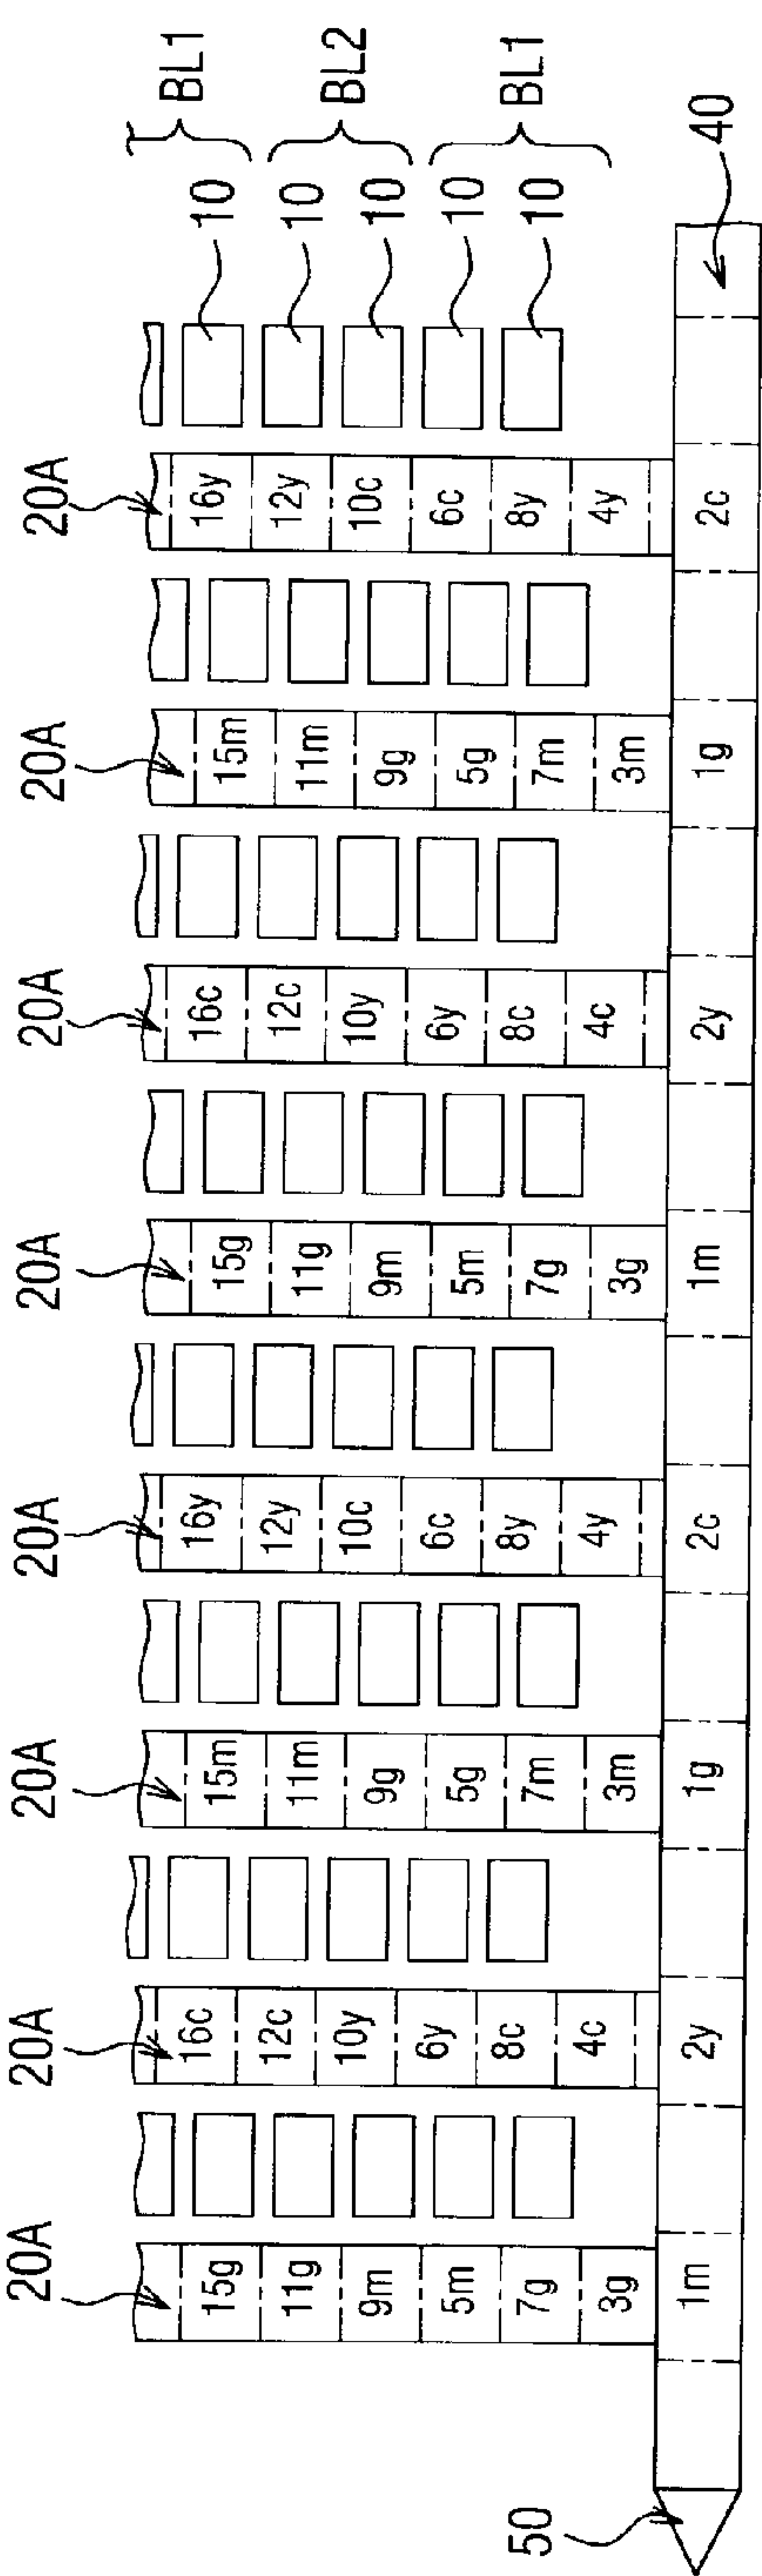 20A 20A 20A 20A 20A 20A 20A 20A
15g 16c 15m 16y 15g 16c 15m 16y 10 BL1
11g 12c 11m 12y 11g 12c 11m 12y 10 BL2
9m 10y 9g 10c 9m 10y 9g 10c 10
5m 6y 5g 6c 5m 6y 5g 6c 10 BL1
7g 8c 7m 8y 7g 8c 7m 8y 10
3g 4c 3m 4y 3g 4c 3m 4y
50 1m 2y 1g 2c 1m 2y 1g 2c 40